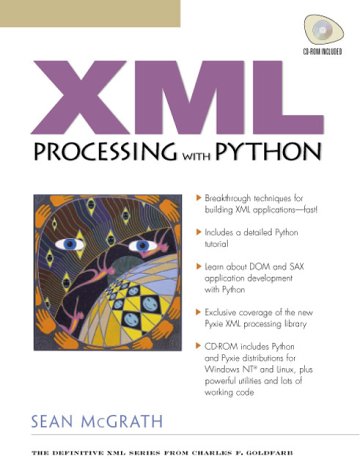 CD-ROM INCLUDED
XML
PROCESSING WITH PYTHON
Breakthrough techniques for
building XML applications—fast!
Includes a detailed Python
tutorial
Learn about DOM and SAX
application development
with Python
Exclusive coverage of the new
Pyxie XML processing library
CD-ROM includes Python
and Pyxie distributions for
Windows NT® and Linux, plus
powerful utilities and lots of
working code
SEAN McGRATH
THE DEFINITIVE XML SERIES FROM CHARLES F. GOLDFARB